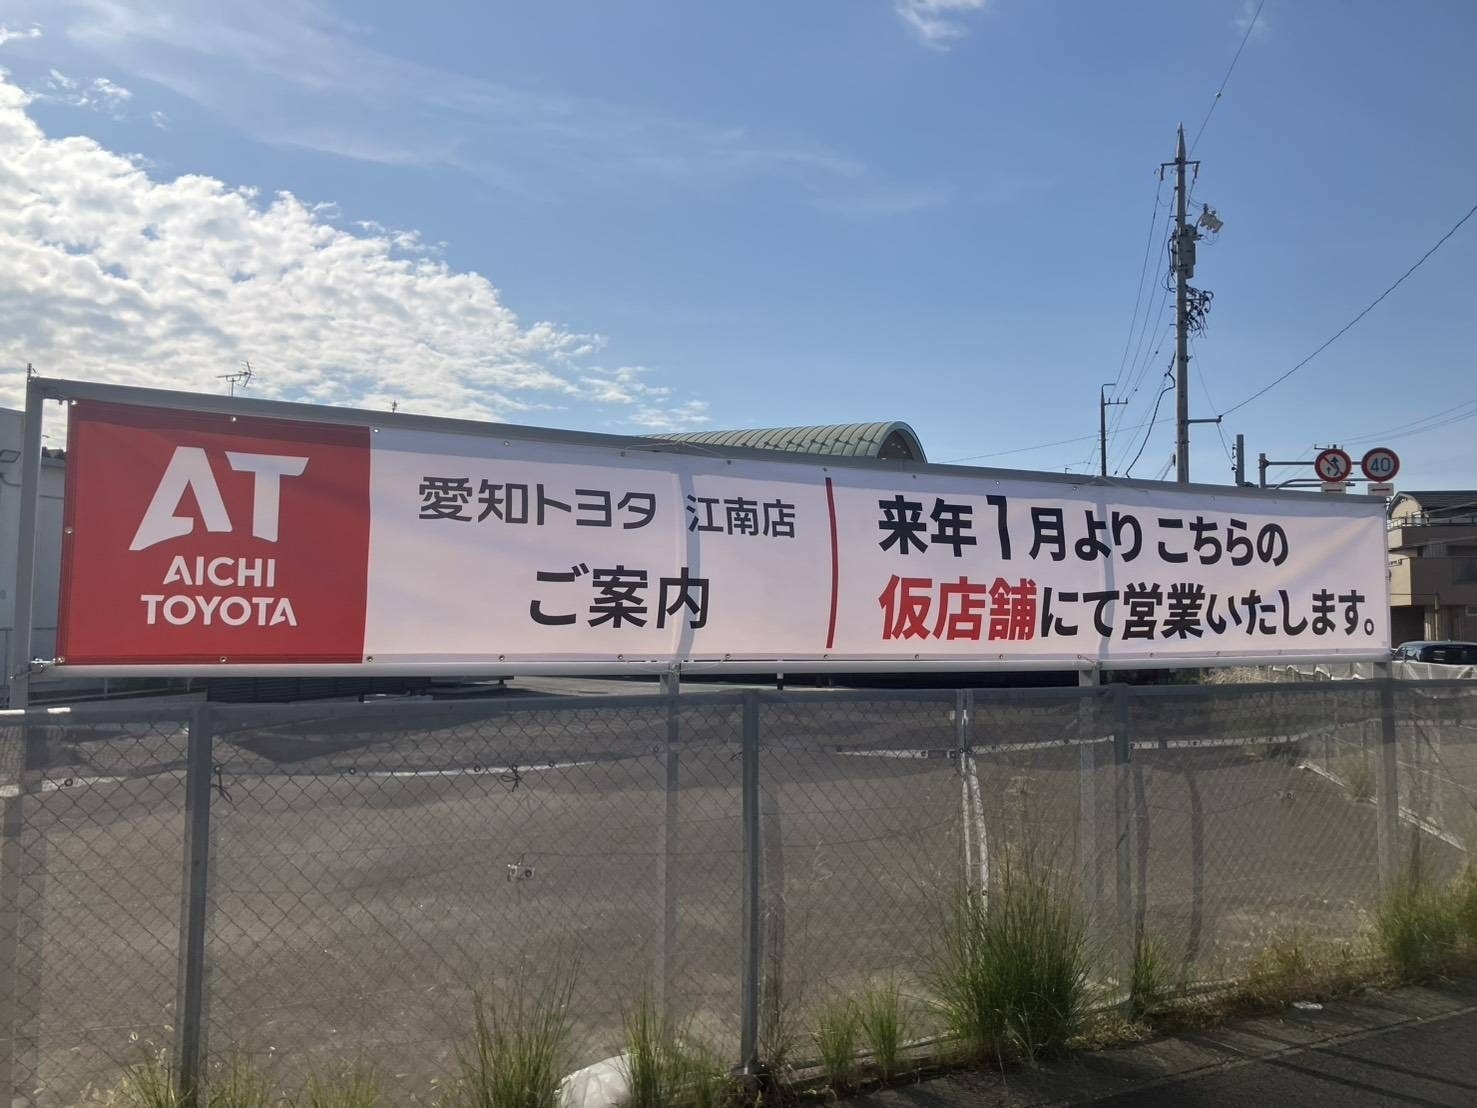 AT
AICHI
TOYOTA
愛知トヨタ 江南店
ご案内
来年1月より こちらの
仮店舗にて営業いたします。
40